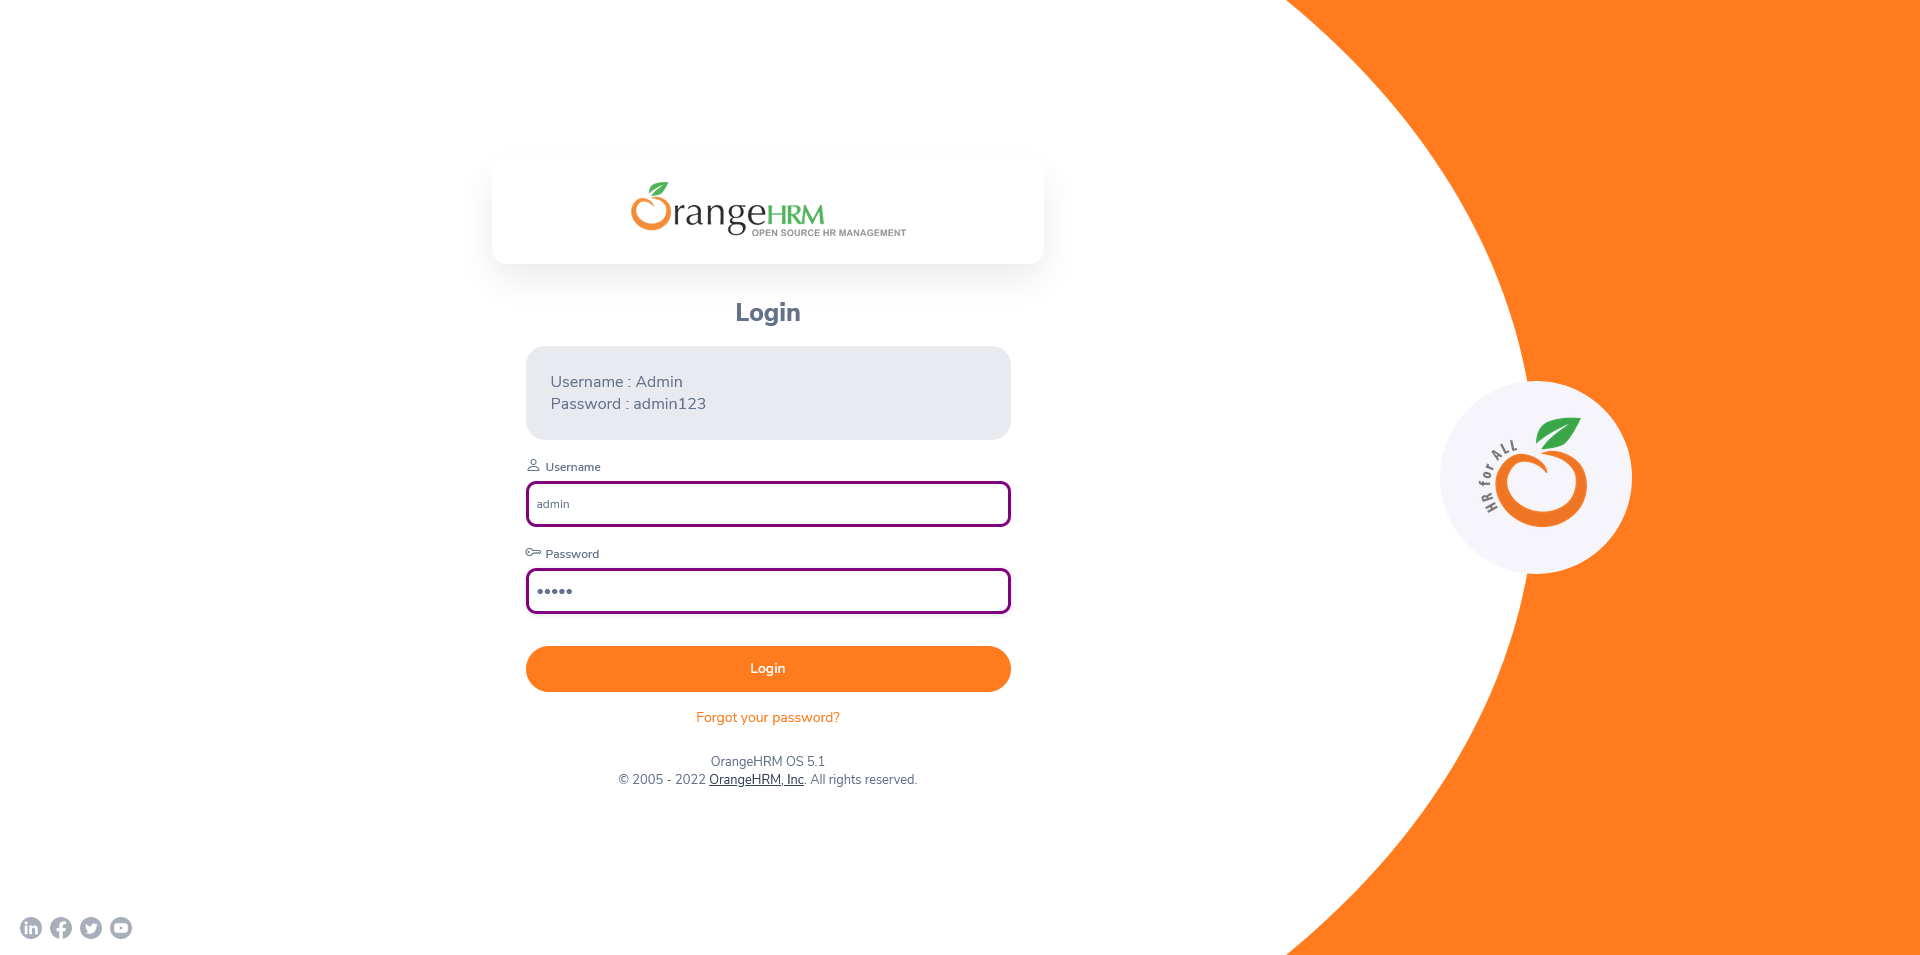 OrangeHRM
OPEN SOURCE HR MANAGEMENT
Login
Username : Admin
Password : admin123
Username
admin
Password
•••••
Login
Forgot your password?
OrangeHRM OS 5.1
© 2005 - 2022 OrangeHRM, Inc. All rights reserved.
HR for ALL